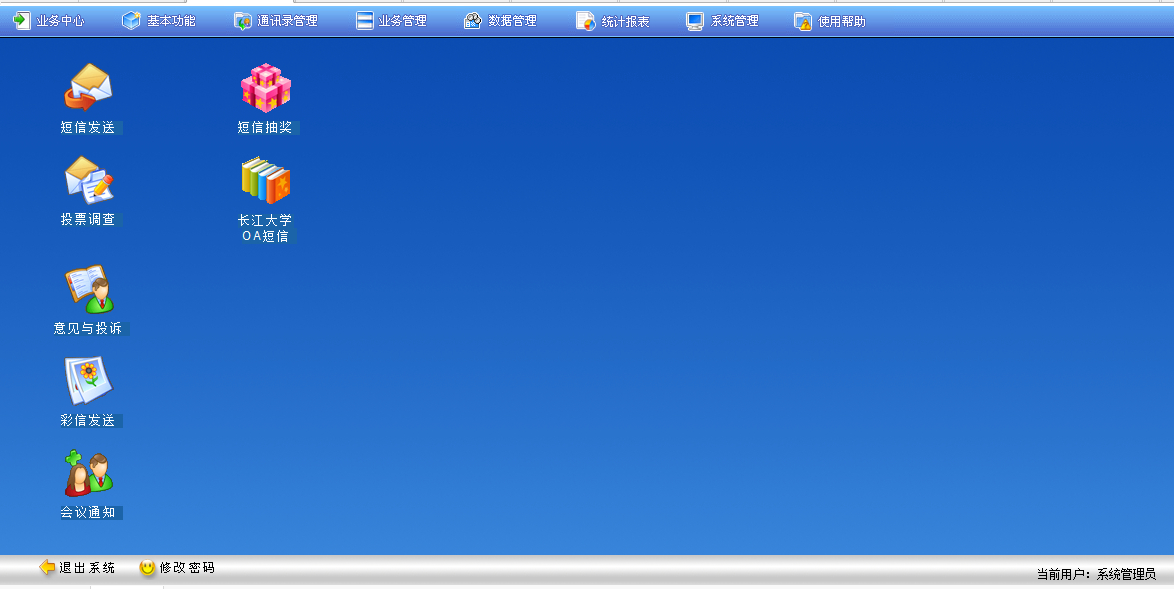 业务中心 基本功能 通讯录管理 业务管理 数据管理 统计报表 系统管理 使用帮助
短信发送 短信抽奖
投票调查 长江大学
OA短信
意见与投诉
彩信发送
会议通知
退出系统 修改密码 当前用户：系统管理员